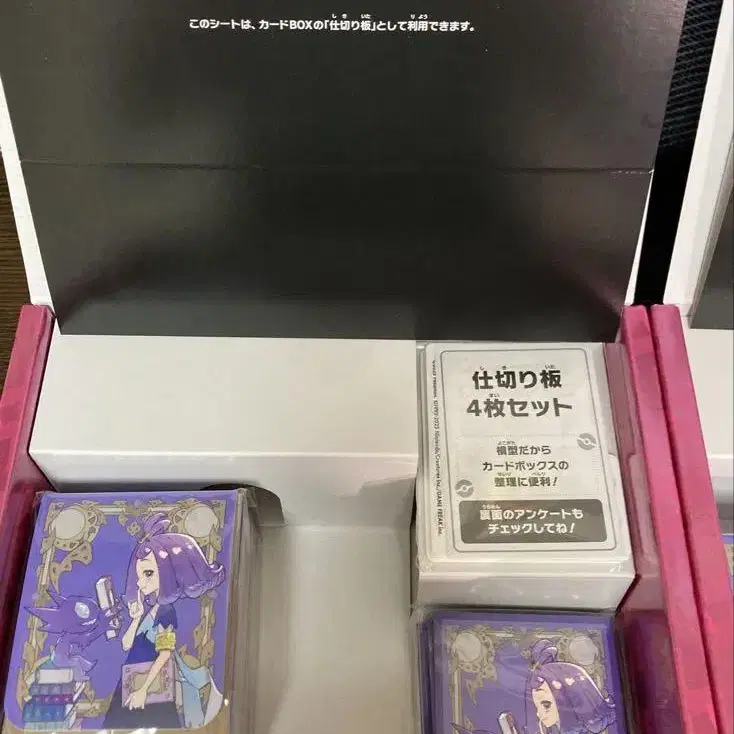 このシートは、カードBOXの「仕切り板」として利用できます。
仕切り板
4枚セット
横型だから
カードボックスの
整理に便利!
裏面のアンケートも
チェックしてね!